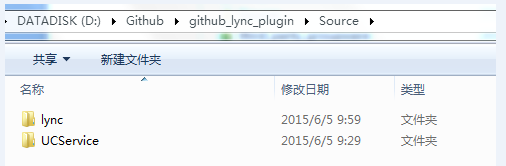 DATADISK (D:) ▸ Github ▸ github_lync_plugin ▸ Source ▸
共享 ▼ 新建文件夹
名称 修改日期 类型
lync 2015/6/5 9:59 文件夹
UCService 2015/6/5 9:29 文件夹